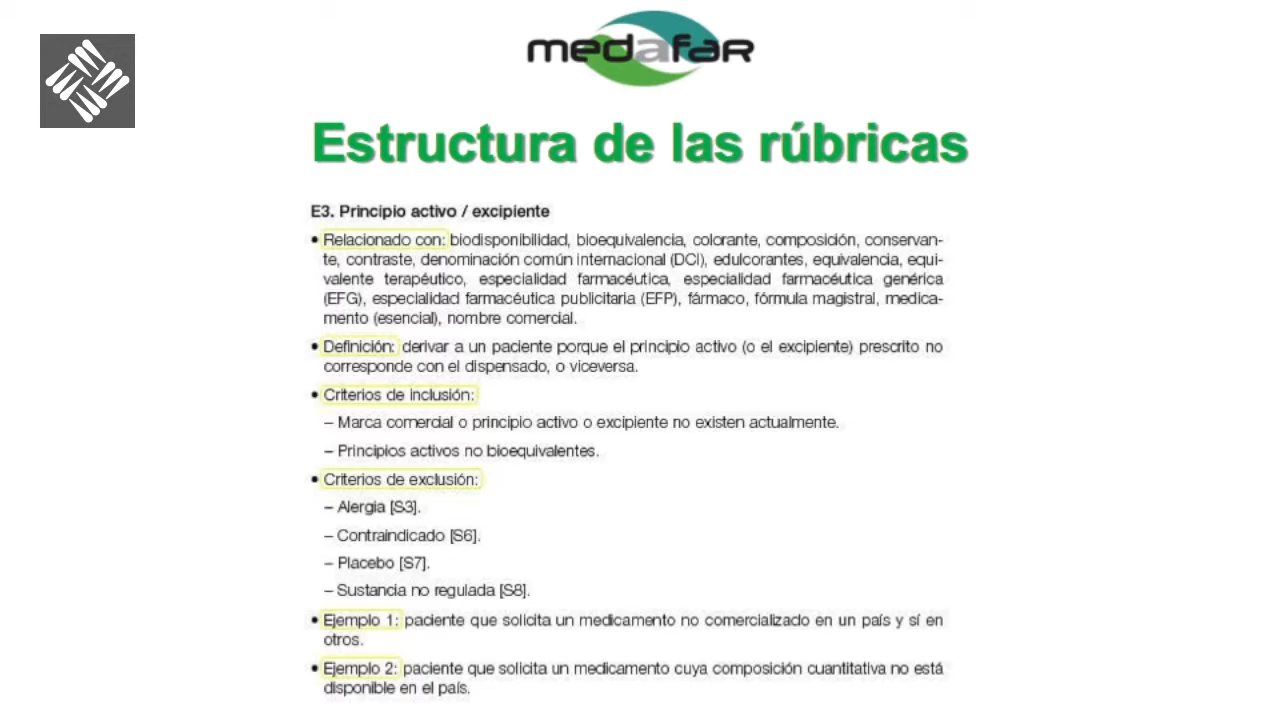 medafar
Estructura de las rúbricas
E3. Principio activo / excipiente
• Relacionado con: biodisponibilidad, bioequivalencia, colorante, composición, conservan-
te, contraste, denominación común internacional (DCI), edulcorantes, equivalencia, equi-
valente terapéutico, especialidad farmacéutica, especialidad farmacéutica genérica
(EFG), especialidad farmacéutica publicitaria (EFP), fármaco, fórmula magistral, medica-
mento (esencial), nombre comercial.
• Definición: derivar a un paciente porque el principio activo (o el excipiente) prescrito no
corresponde con el dispensado, o viceversa.
• Criterios de inclusión:
– Marca comercial o principio activo o excipiente no existen actualmente.
– Principios activos no bioequivalentes.
• Criterios de exclusión:
– Alergia [S3].
– Contraindicado [S6].
– Placebo [S7].
– Sustancia no regulada [S8].
• Ejemplo 1: paciente que solicita un medicamento no comercializado en un país y sí en
otros.
• Ejemplo 2: paciente que solicita un medicamento cuya composición cuantitativa no está
disponible en el país.